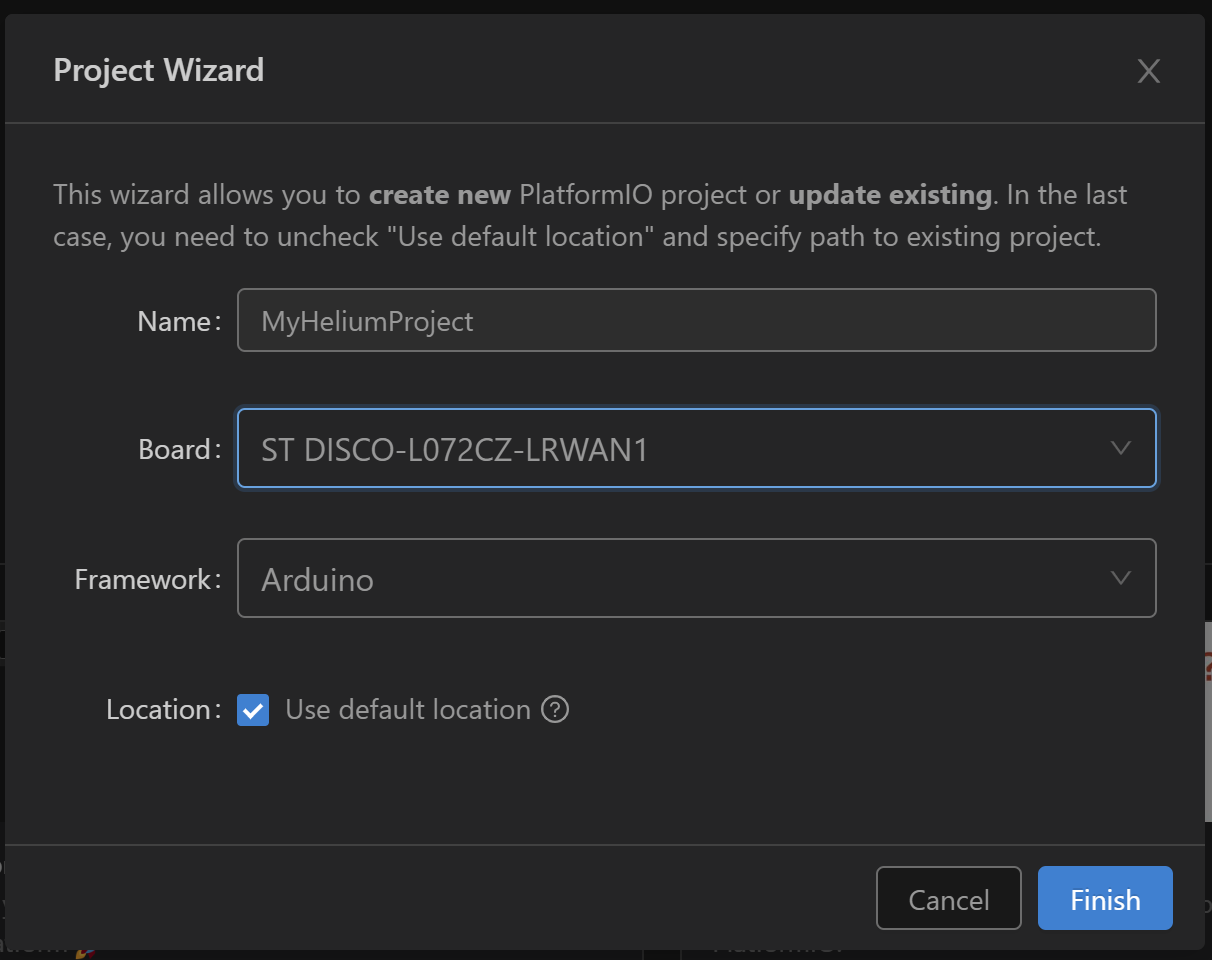 Project Wizard
This wizard allows you to create new PlatformIO project or update existing. In the last
case, you need to uncheck "Use default location" and specify path to existing project.
Name:
MyHeliumProject
Board:
ST DISCO-L072CZ-LRWAN1
Framework:
Arduino
Location:
Use default location
Cancel
Finish